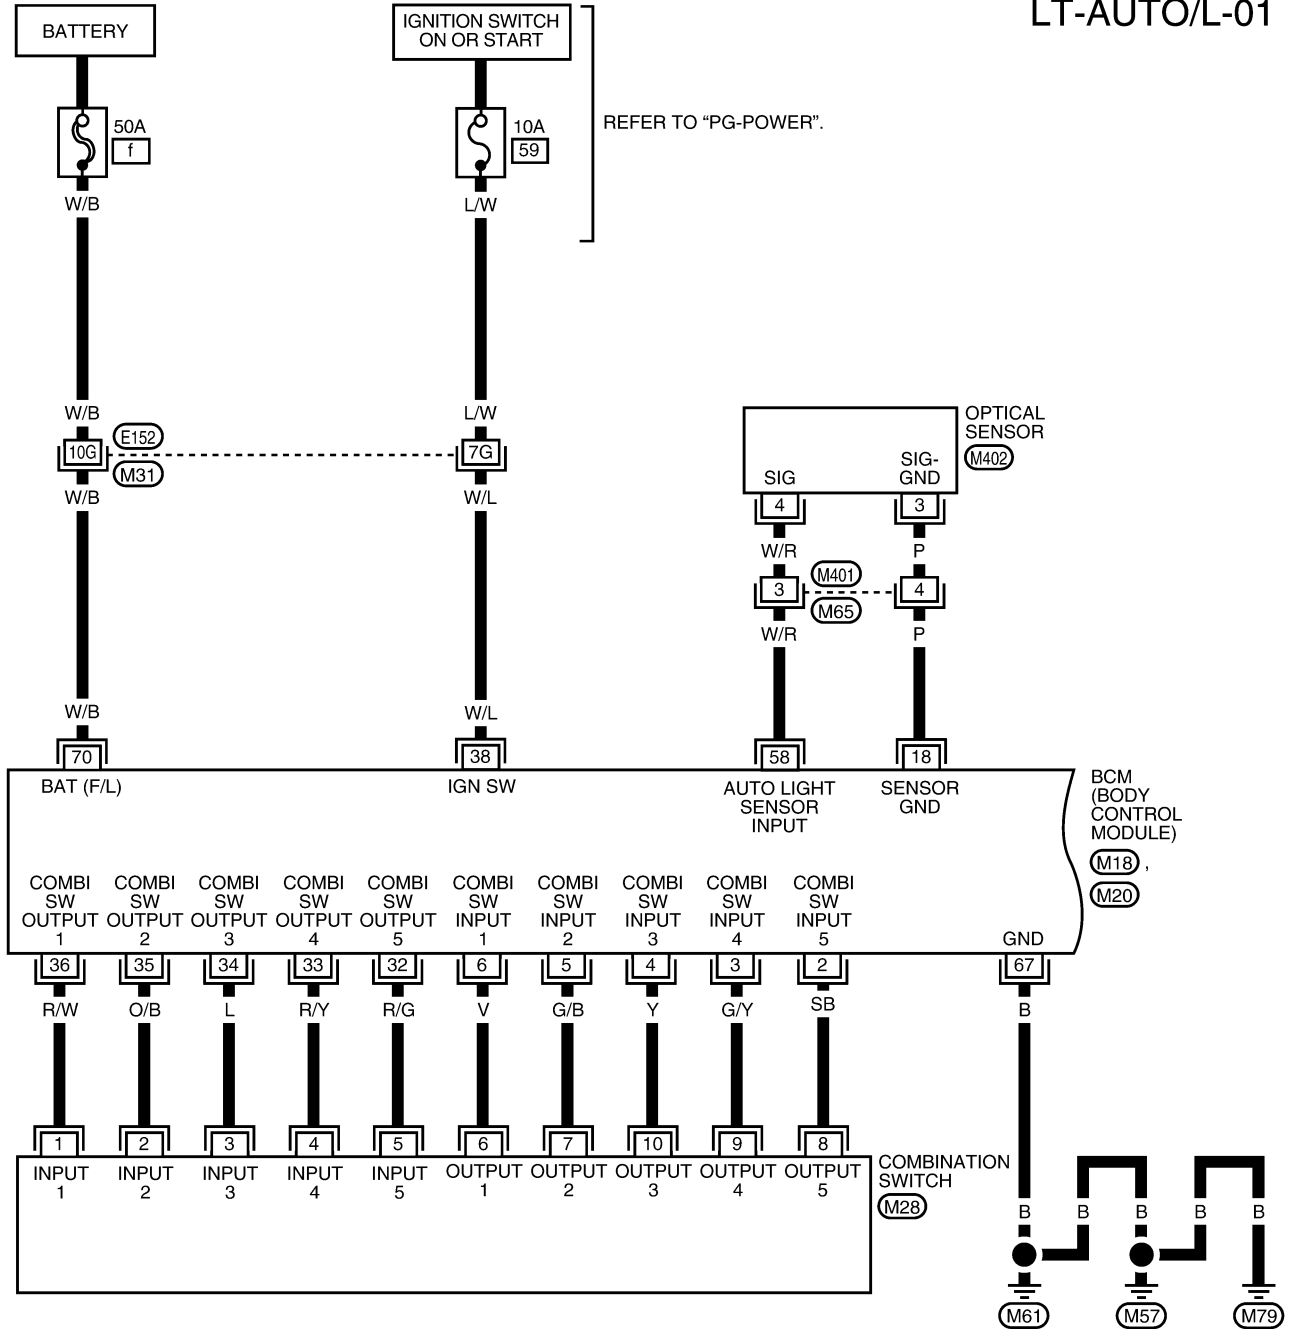 LT-AUTO/L-01
BATTERY
IGNITION SWITCH
ON OR START
50A
f
10A
59
REFER TO “PG-POWER”.
W/B
L/W
W/B
L/W
10G
E152
M31
7G
W/B
W/L
OPTICAL
SENSOR
M402
SIG
SIG-
GND
4
3
W/R
P
3
M401
M65
4
W/R
P
W/B
W/L
70
38
58
18
BAT (F/L)
IGN SW
AUTO LIGHT
SENSOR
INPUT
SENSOR
GND
BCM
(BODY
CONTROL
MODULE)
M18 ,
M20
COMBI
SW
OUTPUT
1
COMBI
SW
OUTPUT
2
COMBI
SW
OUTPUT
3
COMBI
SW
OUTPUT
4
COMBI
SW
OUTPUT
5
COMBI
SW
INPUT
1
COMBI
SW
INPUT
2
COMBI
SW
INPUT
3
COMBI
SW
INPUT
4
COMBI
SW
INPUT
5
GND
36
35
34
33
32
6
5
4
3
2
67
R/W
O/B
L
R/Y
R/G
V
G/B
Y
G/Y
SB
B
1
2
3
4
5
6
7
10
9
8
INPUT
1
INPUT
2
INPUT
3
INPUT
4
INPUT
5
OUTPUT
1
OUTPUT
2
OUTPUT
3
OUTPUT
4
OUTPUT
5
COMBINATION
SWITCH
M28
B
B
B
B
B
M61
M57
M79